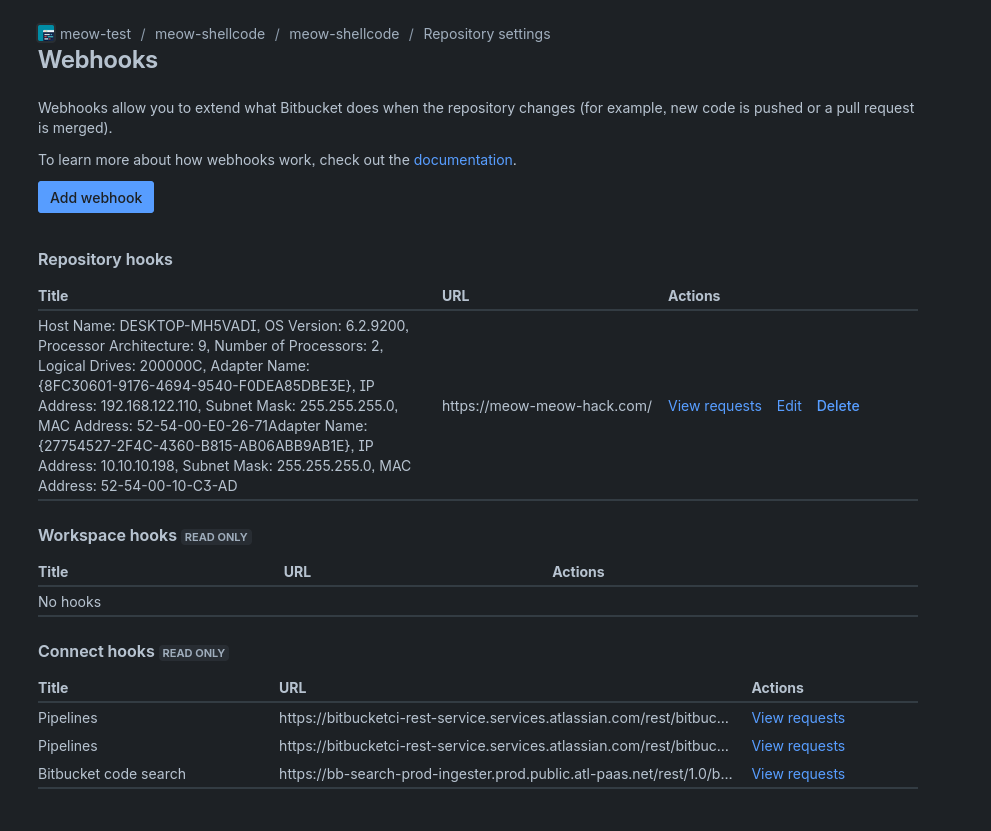 meow-test / meow-shellcode / meow-shellcode / Repository settings
Webhooks
Webhooks allow you to extend what Bitbucket does when the repository changes (for example, new code is pushed or a pull request
is merged).
To learn more about how webhooks work, check out the documentation.
Add webhook
Repository hooks
Title URL Actions
Host Name: DESKTOP-MH5VADI, OS Version: 6.2.9200,
Processor Architecture: 9, Number of Processors: 2,
Logical Drives: 200000C, Adapter Name:
{8FC30601-9176-4694-9540-F0DEA85DBE3E}, IP
Address: 192.168.122.110, Subnet Mask: 255.255.255.0,
MAC Address: 52-54-00-E0-26-71Adapter Name:
{27754527-2F4C-4360-B815-AB06ABB9AB1E}, IP
Address: 10.10.10.198, Subnet Mask: 255.255.255.0, MAC
Address: 52-54-00-10-C3-AD
https://meow-meow-hack.com/ View requests Edit Delete
Workspace hooks READ ONLY
Title URL Actions
No hooks
Connect hooks READ ONLY
Title URL Actions
Pipelines https://bitbucketci-rest-service.services.atlassian.com/rest/bitbuc... View requests
Pipelines https://bitbucketci-rest-service.services.atlassian.com/rest/bitbuc... View requests
Bitbucket code search https://bb-search-prod-ingester.prod.public.atl-paas.net/rest/1.0/b... View requests